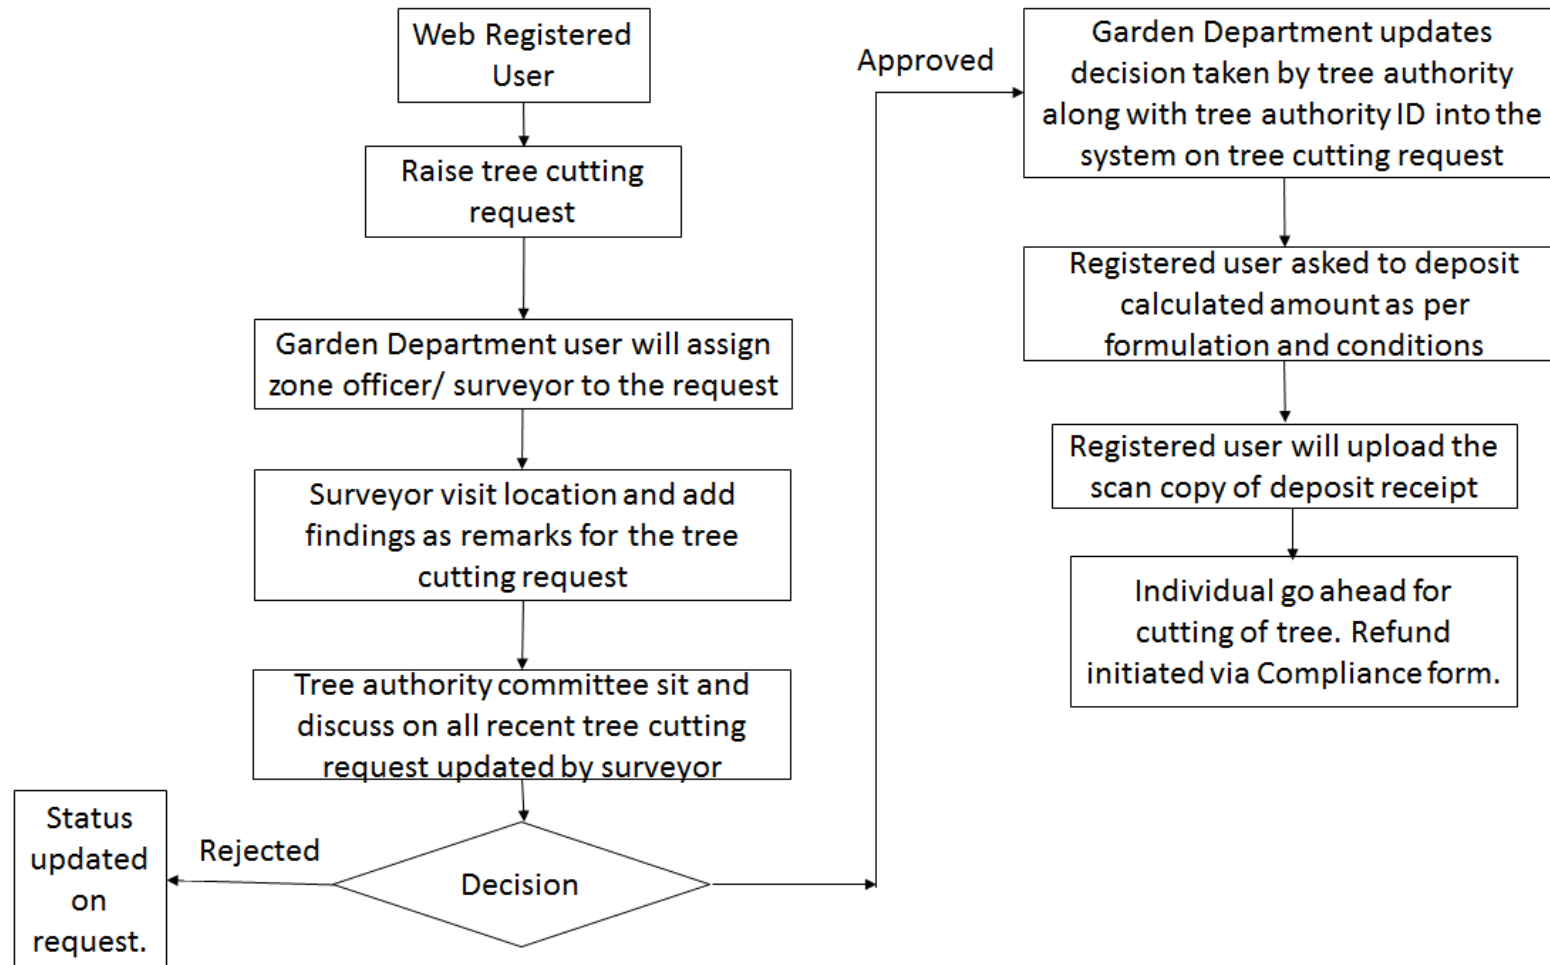 Web Registered
User
Raise tree cutting
request
Garden Department user will assign
zone officer/ surveyor to the request
Surveyor visit location and add
findings as remarks for the tree
cutting request
Tree authority committee sit and
discuss on all recent tree cutting
request updated by surveyor
Decision
Rejected
Status
updated
on
request.
Approved
Garden Department updates
decision taken by tree authority
along with tree authority ID into the
system on tree cutting request
Registered user asked to deposit
calculated amount as per
formulation and conditions
Registered user will upload the
scan copy of deposit receipt
Individual go ahead for
cutting of tree. Refund
initiated via Compliance form.